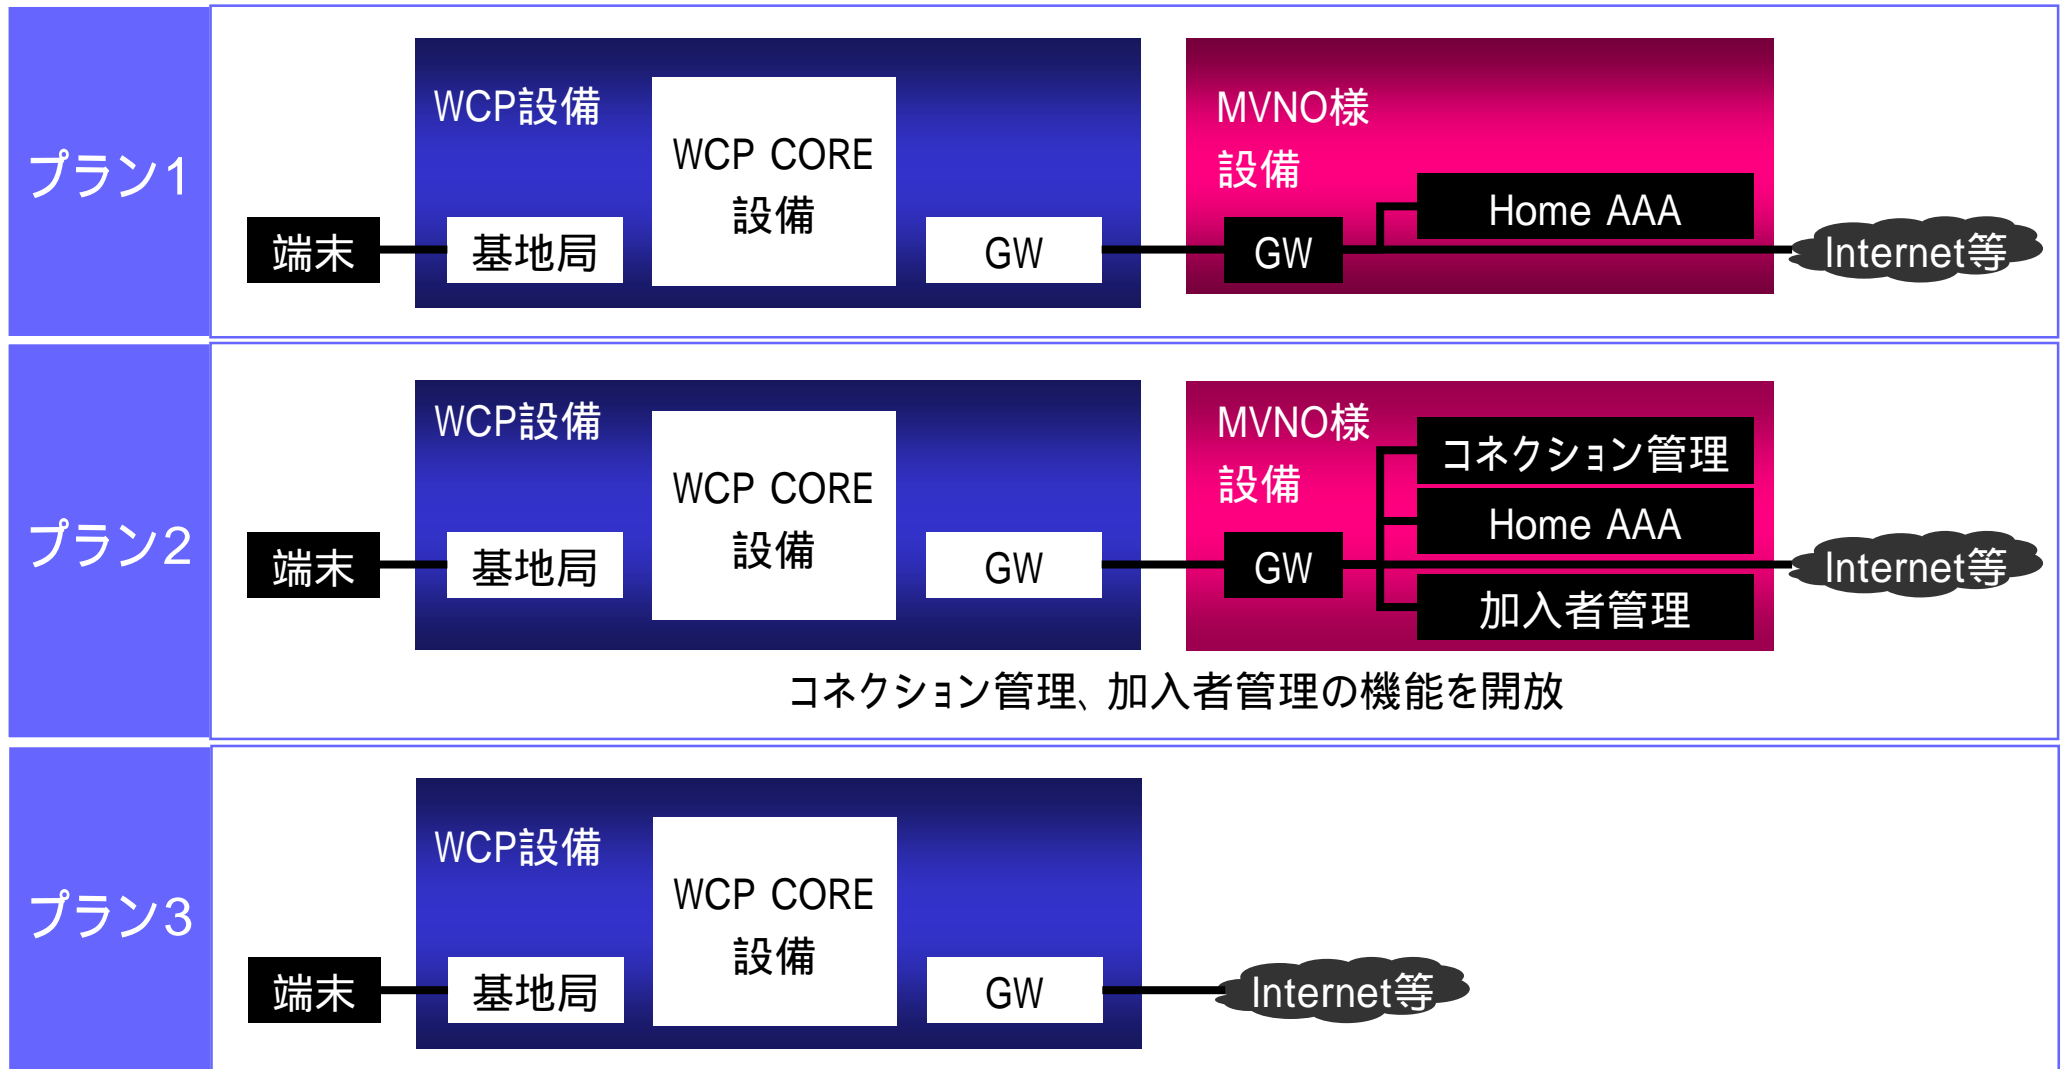 プラン1
WCP設備
WCP CORE
設備
端末
基地局
GW
MVNO様
設備
GW
Home AAA
Internet等
プラン2
WCP設備
WCP CORE
設備
端末
基地局
GW
MVNO様
設備
GW
コネクション管理
Home AAA
加入者管理
Internet等
コネクション管理、加入者管理の機能を開放
プラン3
WCP設備
WCP CORE
設備
端末
基地局
GW
Internet等